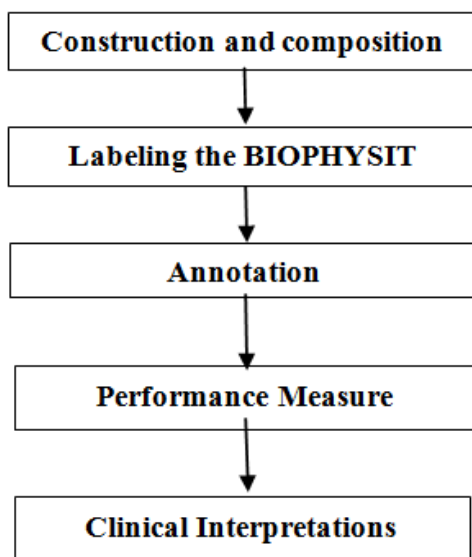 Construction and composition
Labeling the BIOPHYSIT
Annotation
Performance Measure
Clinical Interpretations